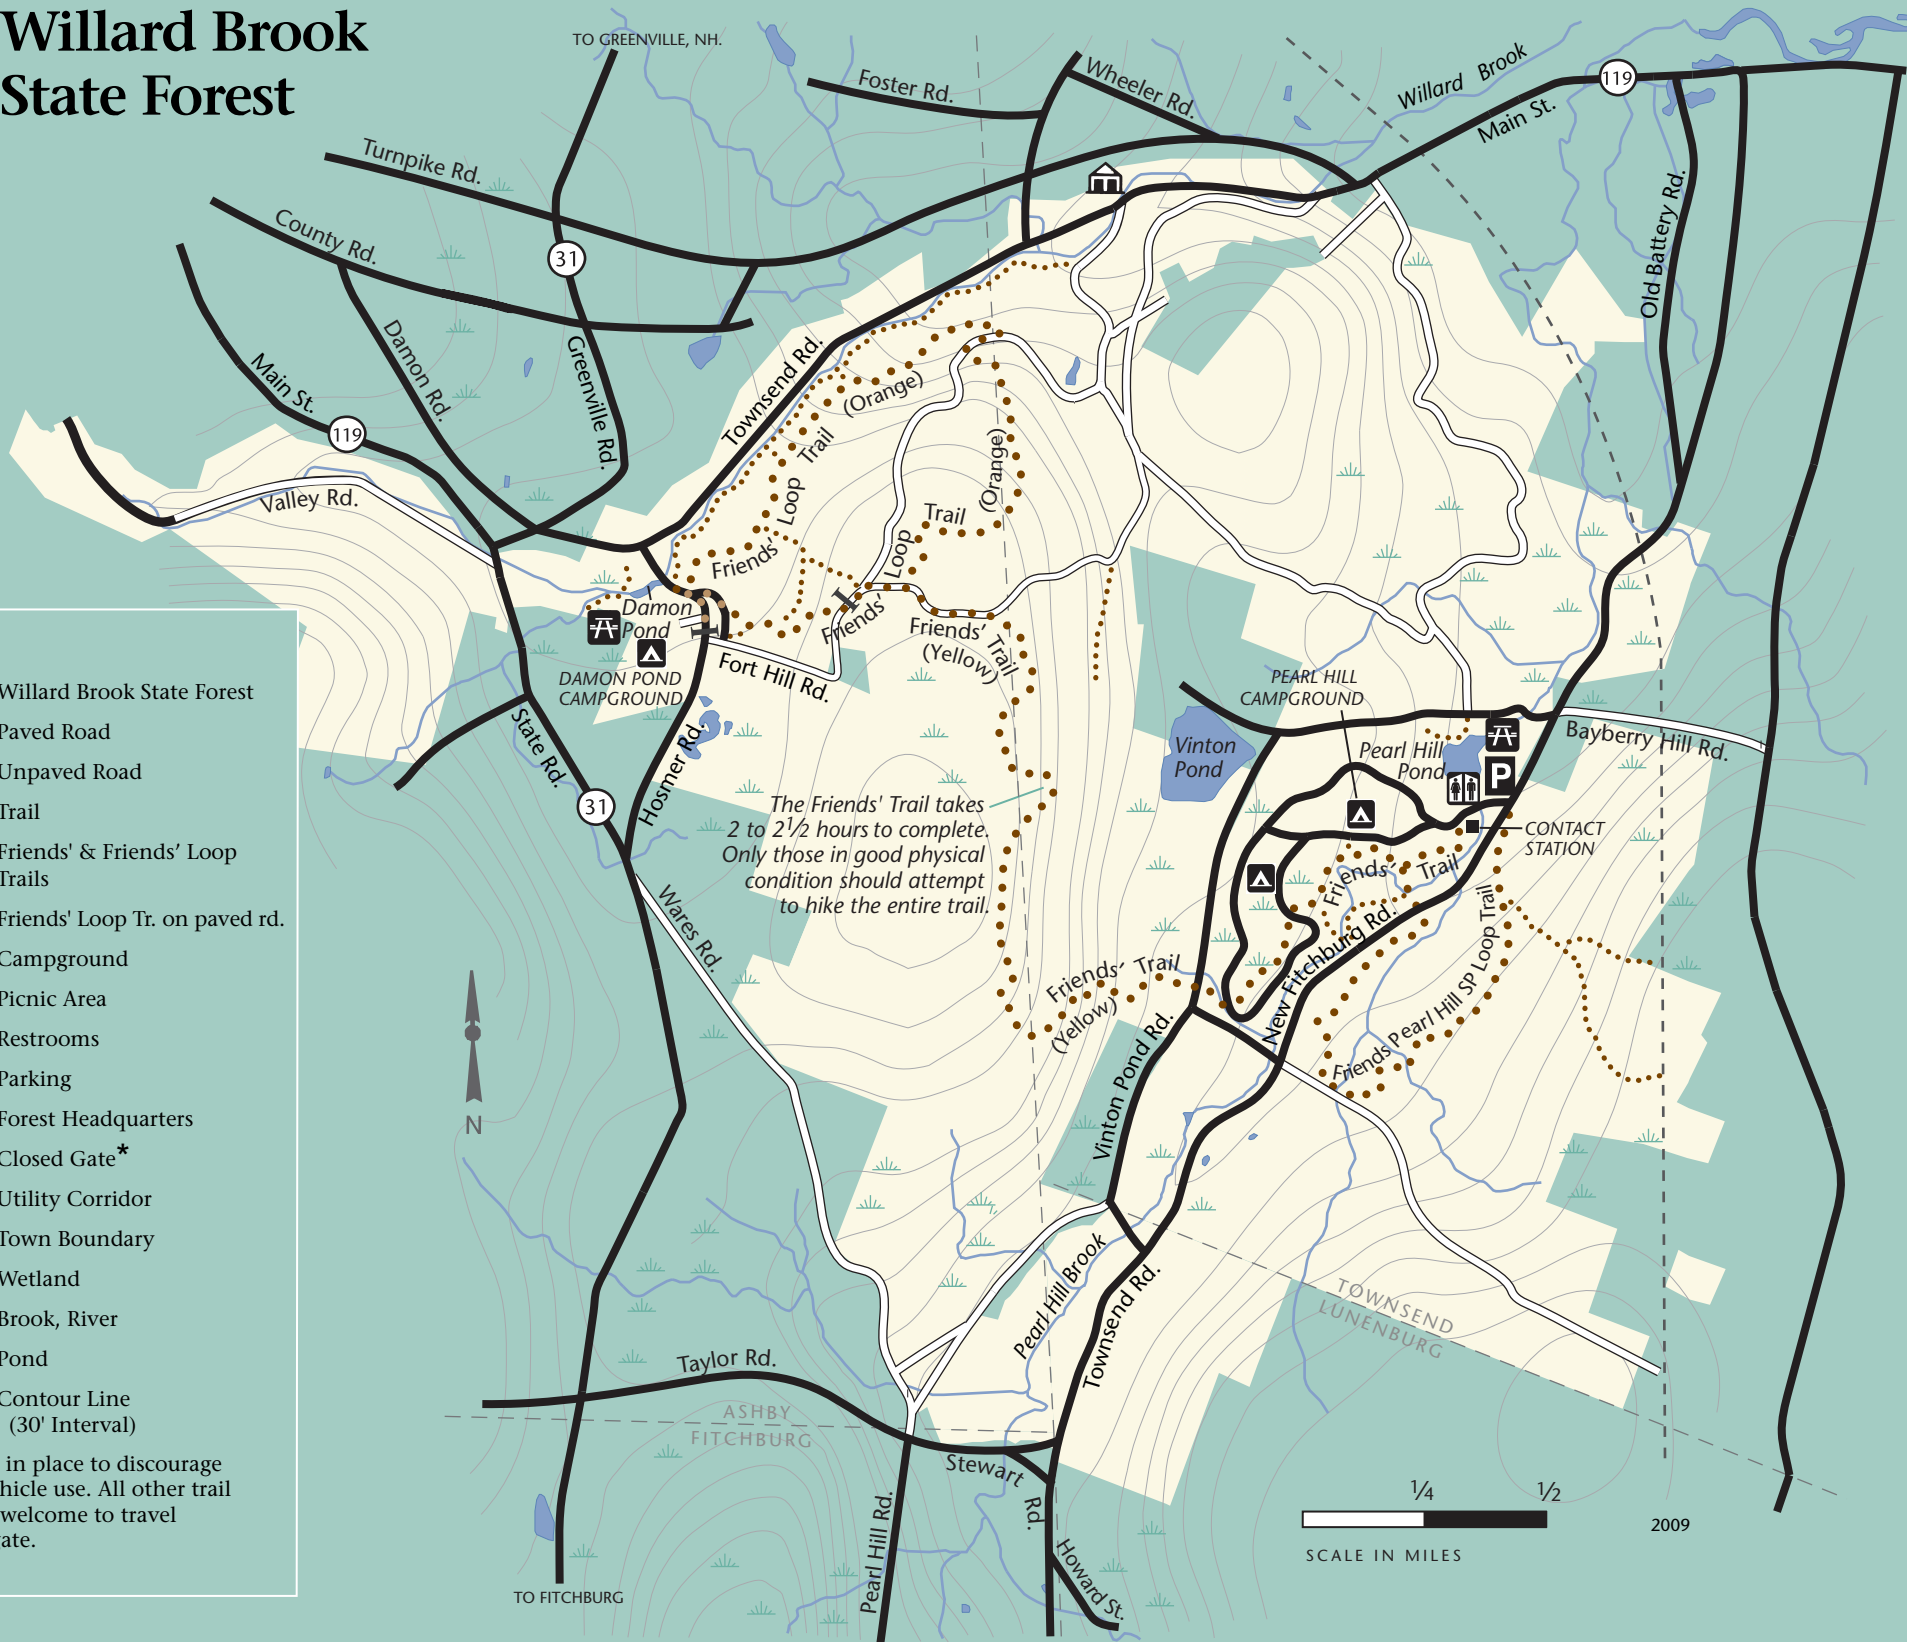 Willard Brook
State Forest
TO GREENVILLE, NH.
Foster Rd.
Wheeler Rd.
Willard Brook
Main St.
119
Turnpike Rd.
County Rd.
31
Old Battery Rd.
Main St.
119
Damon Rd.
Greenville Rd.
Townsend Rd.
(Orange)
Trail
Loop
Friends'
(Orange)
Trail
Loop
Friends'
Valley Rd.
Damon
Pond
DAMON POND
CAMPGROUND
Fort Hill Rd.
Friends'
Trail
(Yellow)
State Rd.
31
Hosmer Rd.
Vinton
Pond
PEARL HILL
CAMPGROUND
Pearl Hill
Pond
P
Bayberry Hill Rd.
CONTACT
STATION
The Friends' Trail takes
2 to 2½ hours to complete.
Only those in good physical
condition should attempt
to hike the entire trail.
Wares Rd.
Friends' Trail
New Fitchburg Rd.
Friends Pearl Hill SP Loop Trail
Friends' Trail
(Yellow)
Vinton Pond Rd.
Willard Brook State Forest
Paved Road
Unpaved Road
Trail
Friends' & Friends’ Loop
Trails
Friends' Loop Tr. on paved rd.
Campground
Picnic Area
Restrooms
Parking
Forest Headquarters
Closed Gate*
Utility Corridor
Town Boundary
Wetland
Brook, River
Pond
Contour Line
(30' Interval)
in place to discourage
hicle use. All other trail
welcome to travel
ate.
N
Pearl Hill Brook
Townsend Rd.
TOWNSEND
LUNENBURG
Taylor Rd.
ASHBY
FITCHBURG
Stewart Rd.
Pearl Hill Rd.
Howard St.
TO FITCHBURG
1/4 1/2
SCALE IN MILES
2009